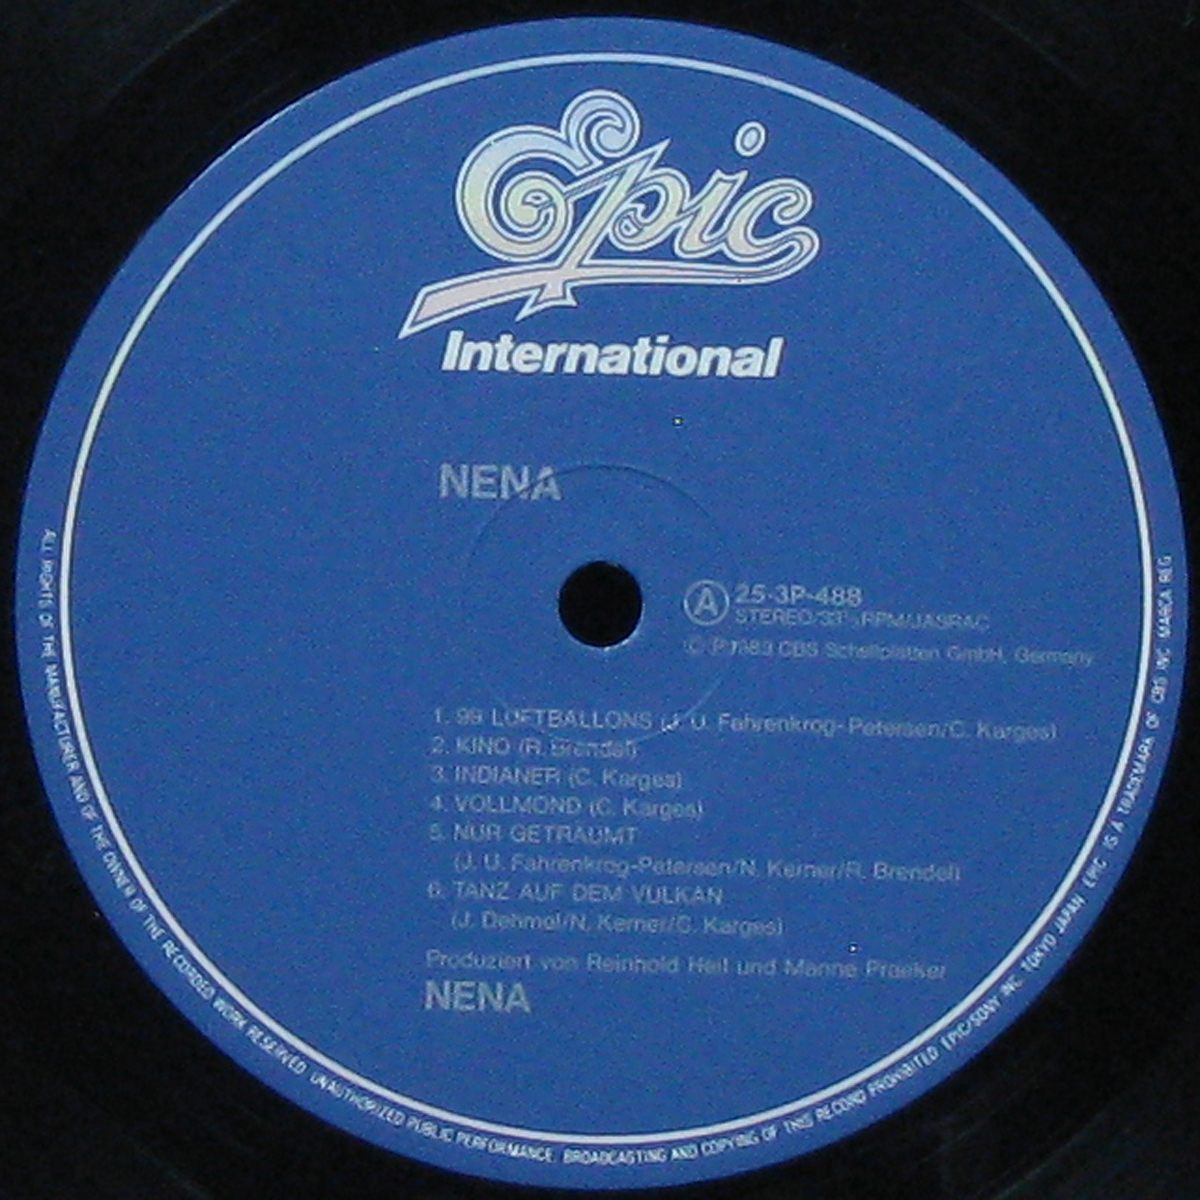 Epic
International
NENA
A 25·3P-488
STEREO/33⅓RPM/JASRAC
© P1983 CBS Schallplatten GmbH, Germany
1. 99 LUFTBALLONS (J. U. Fahrenkrog-Petersen/C. Karges)
2. KINO (R. Brendel)
3. INDIANER (C. Karges)
4. VOLLMOND (C. Karges)
5. NUR GETRÄUMT
(J. U. Fahrenkrog-Petersen/N. Kerner/R. Brendel)
6. TANZ AUF DEM VULKAN
(J. Dehmel/N. Kerner/C. Karges)
Produziert von Reinhold Heil und Manne Praeker
NENA
ALL RIGHTS OF THE MANUFACTURER AND OF THE OWNER OF THE RECORDED WORK RESERVED. UNAUTHORIZED PUBLIC PERFORMANCE. BROADCASTING AND COPYING OF THIS RECORD PROHIBITED EPIC/SONY INC. TOKYO JAPAN EPIC IS A TRADEMARK OF CBS INC MARCA REG